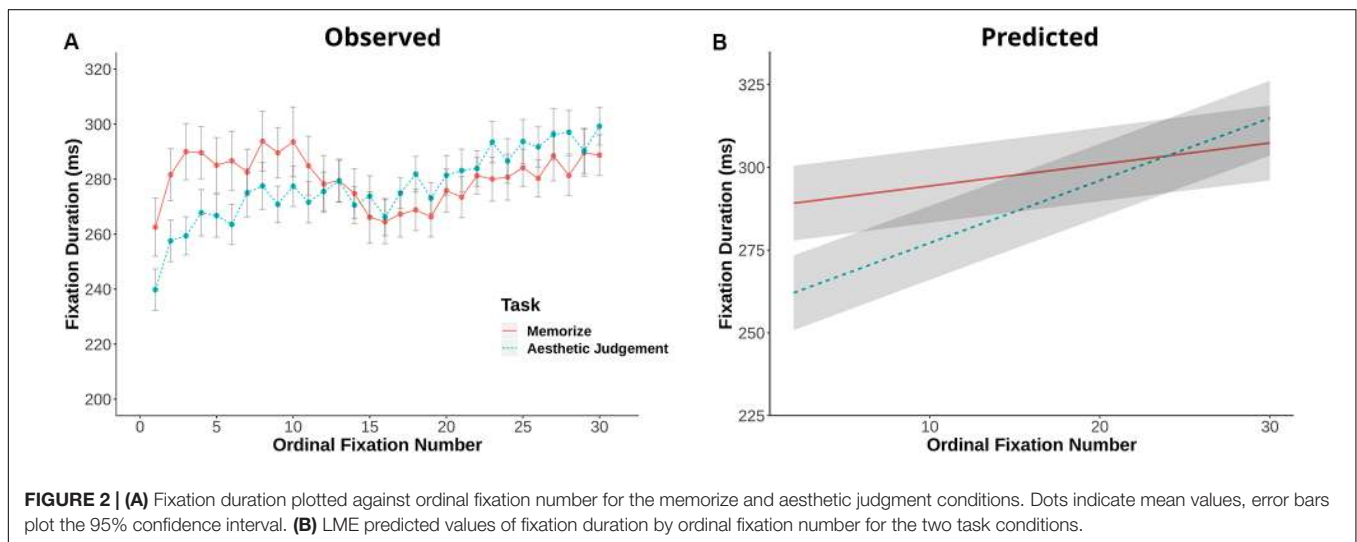 A
Observed
Fixation Duration (ms)
320
300
280
260
240
220
200
0 5 10 15 20 25 30
Ordinal Fixation Number
Task
Memorize
Aesthetic Judgement
B
Predicted
Fixation Duration (ms)
325
300
275
250
225
10 20 30
Ordinal Fixation Number
FIGURE 2 | (A) Fixation duration plotted against ordinal fixation number for the memorize and aesthetic judgment conditions. Dots indicate mean values, error bars
plot the 95% confidence interval. (B) LME predicted values of fixation duration by ordinal fixation number for the two task conditions.